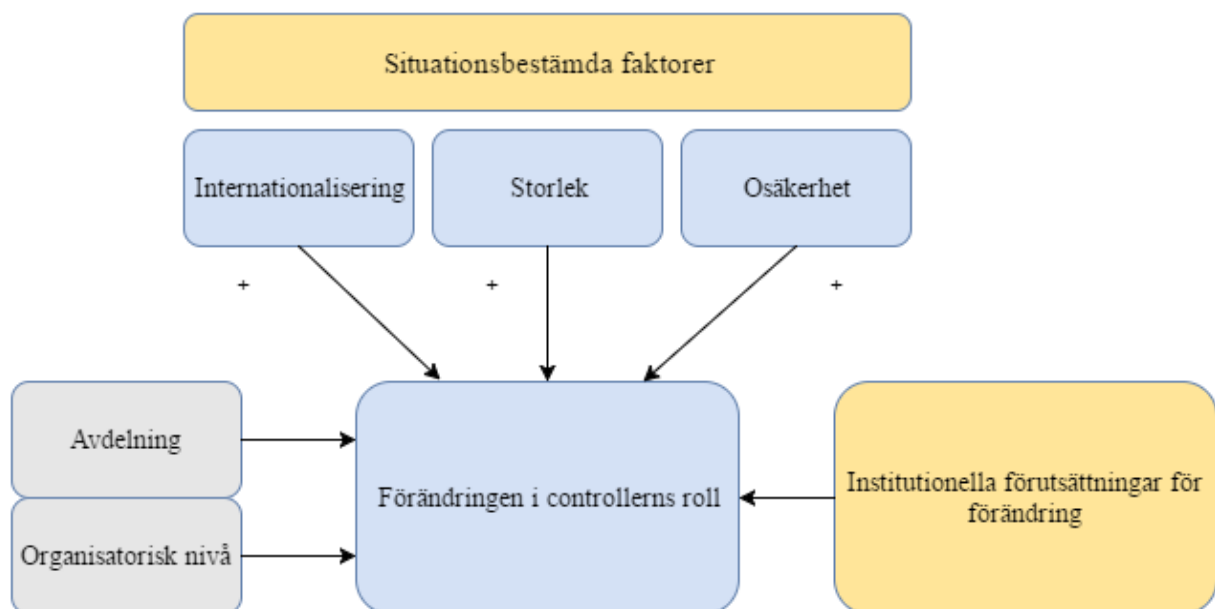 Situationsbestämda faktorer
Internationalisering
Storlek
Osäkerhet
+
+
+
Avdelning
Organisatorisk nivå
Förändringen i controllerns roll
Institutionella förutsättningar för
förändring